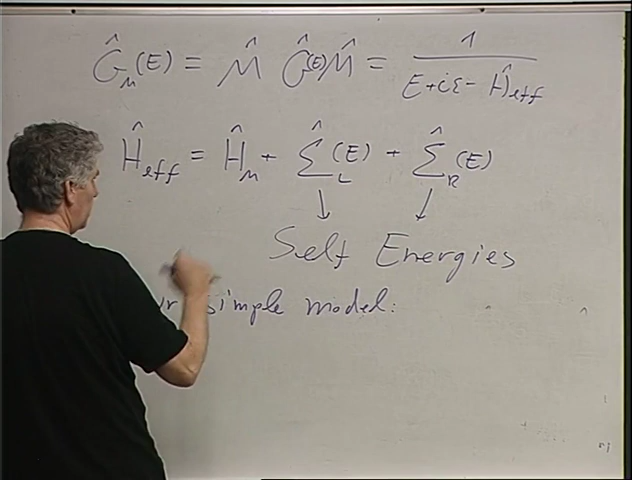 Ĝ_M(E) = M̂ Ĝ(E) M̂ = 1/(E+iε-Ĥ_eff)
Ĥ_eff = Ĥ_M + Σ̂_L(E) + Σ̂_R(E)
↓ ↓
Self Energies
simple model: